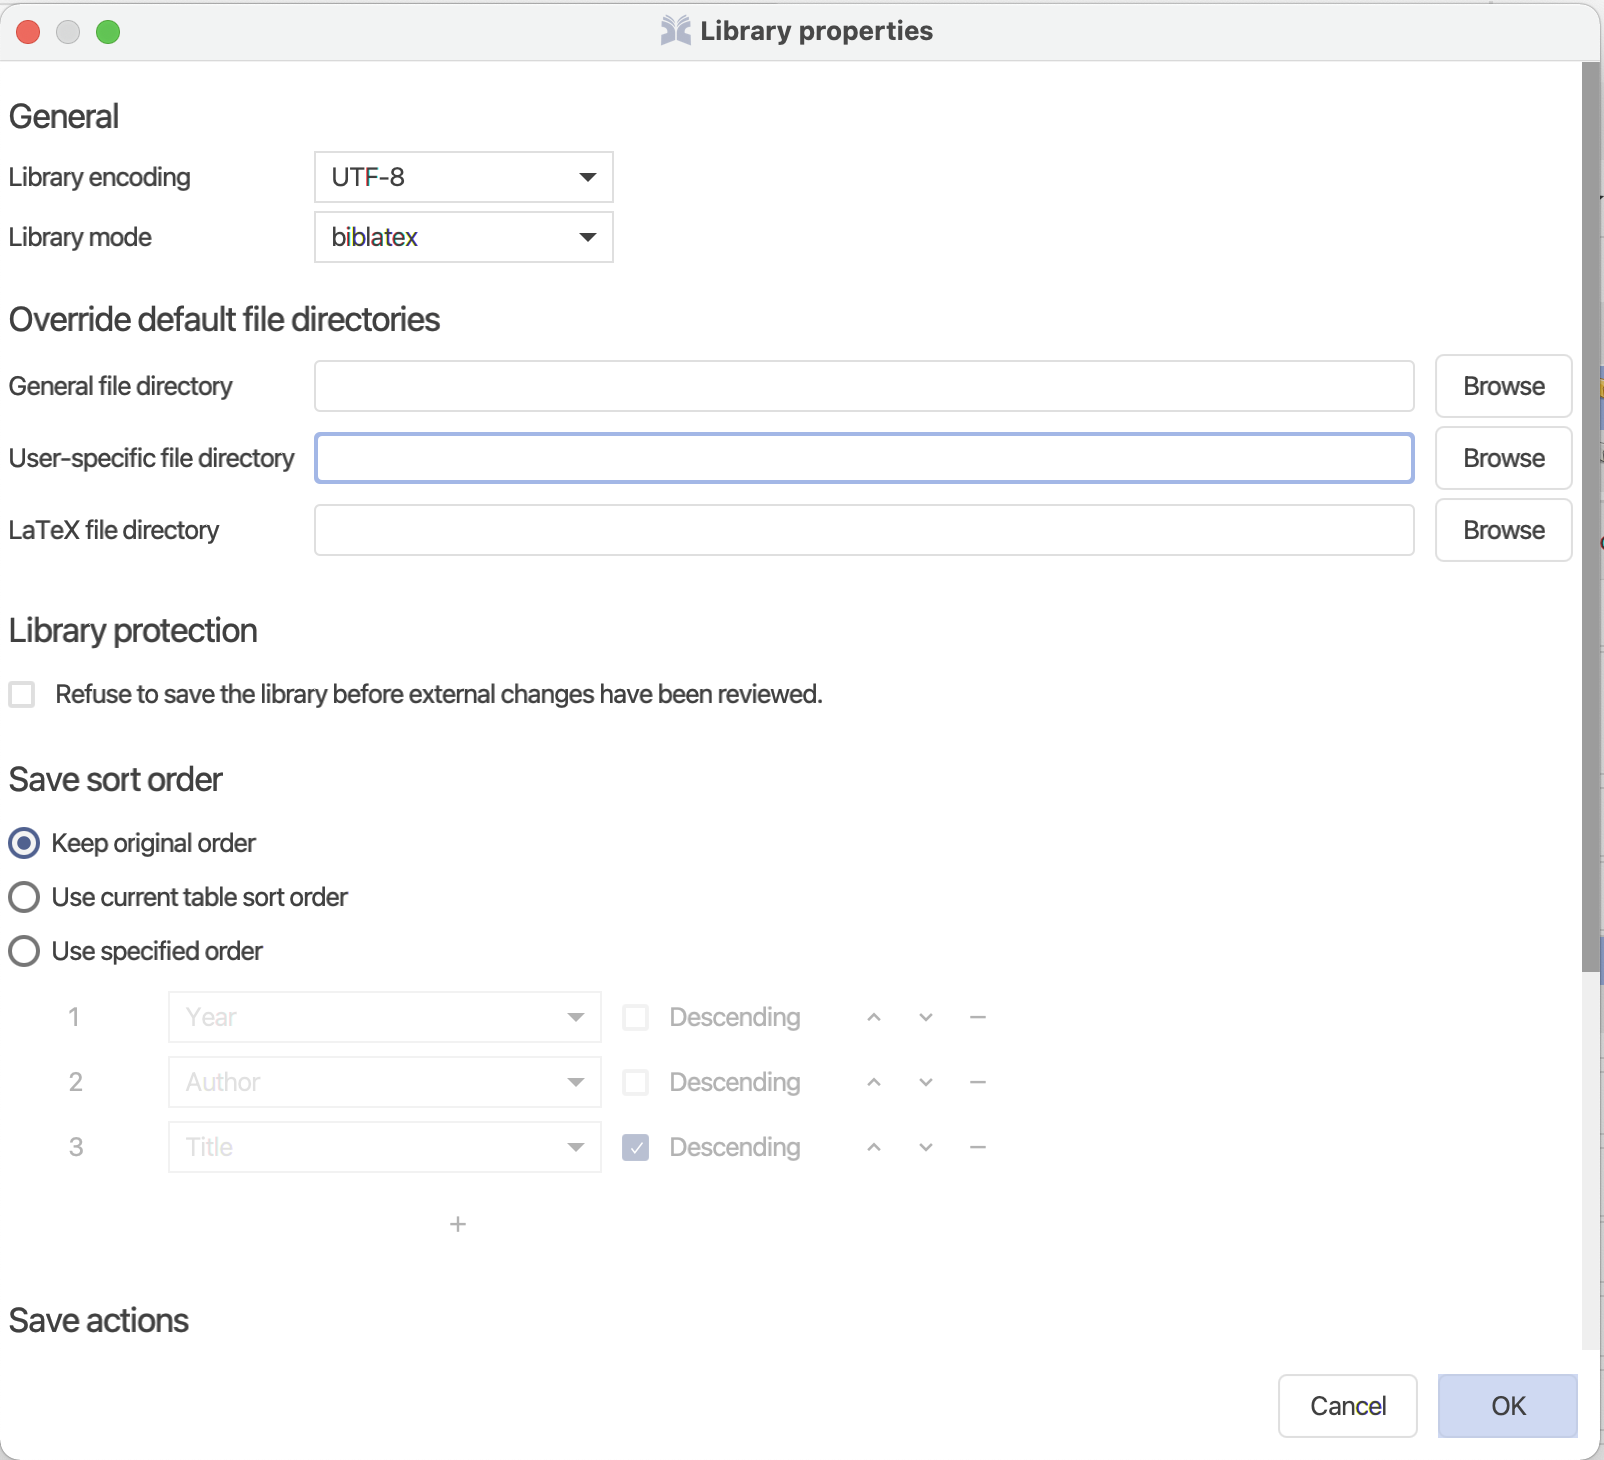 Library properties
General
Library encoding UTF-8
Library mode biblatex
Override default file directories
General file directory Browse
User-specific file directory Browse
LaTeX file directory Browse
Library protection
Refuse to save the library before external changes have been reviewed.
Save sort order
Keep original order
Use current table sort order
Use specified order
1 Year Descending
2 Author Descending
3 Title Descending
+
Save actions
Cancel OK